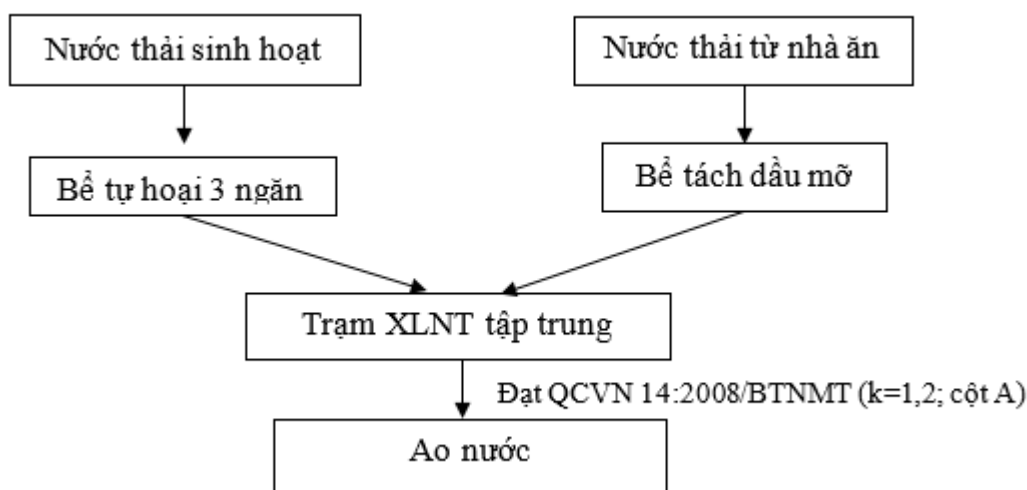 Nước thải sinh hoạt
Nước thải từ nhà ăn
Bể tự hoại 3 ngăn
Bể tách dầu mỡ
Trạm XLNT tập trung
Đạt QCVN 14:2008/BTNMT (k=1,2; cột A)
Ao nước